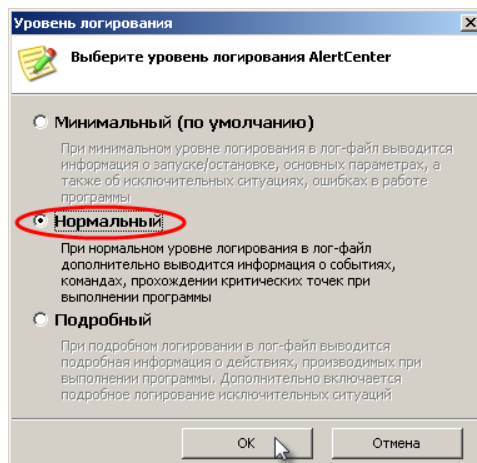 Уровень логирования
Выберите уровень логирования AlertCenter
Минимальный (по умолчанию)
При минимальном уровне логирования в лог-файл выводится
информация о запуске/остановке, основных параметрах, а
также об исключительных ситуациях, ошибках в работе
программы
Нормальный
При нормальном уровне логирования в лог-файл
дополнительно выводится информация о событиях,
командах, прохождении критических точек при
выполнении программы
Подробный
При подробном логировании в лог-файл выводится
подробная информация о действиях, производимых при
выполнении программы. Дополнительно включается
подробное логирование исключительных ситуаций
ОК
Отмена